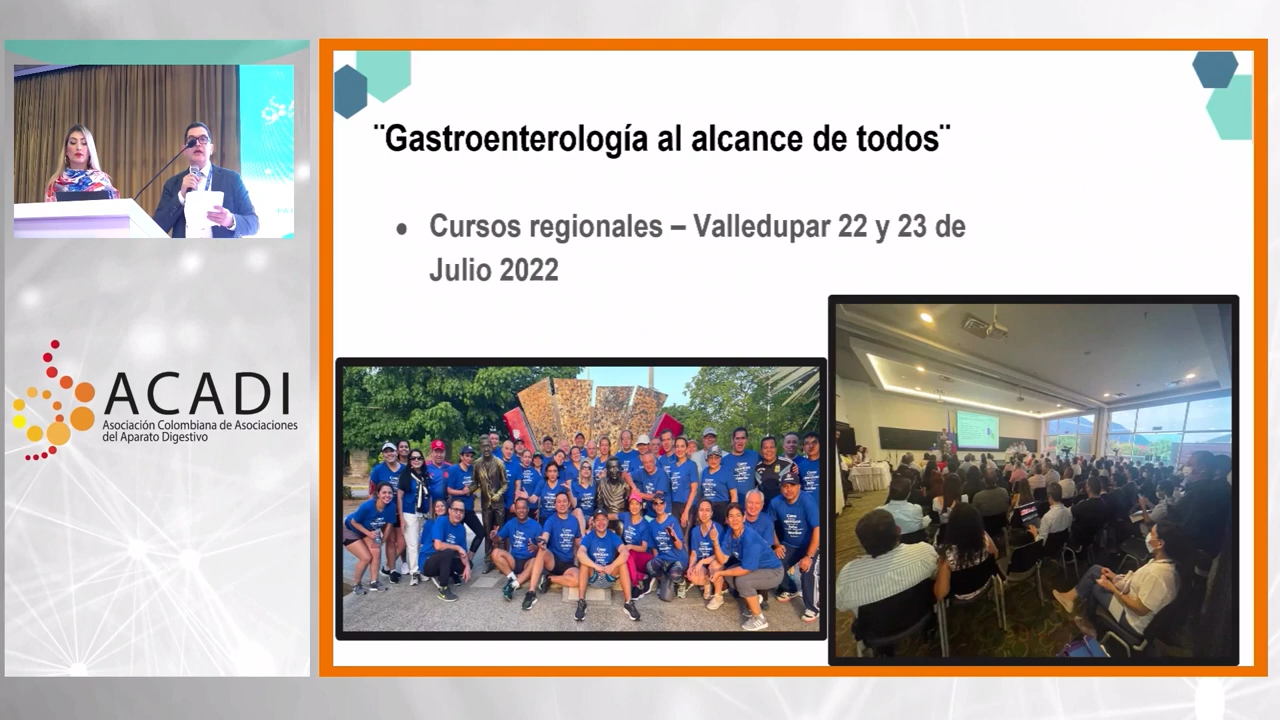 ¨Gastroenterología al alcance de todos¨
• Cursos regionales – Valledupar 22 y 23 de
Julio 2022
ACADI
Asociación Colombiana de Asociaciones
del Aparato Digestivo